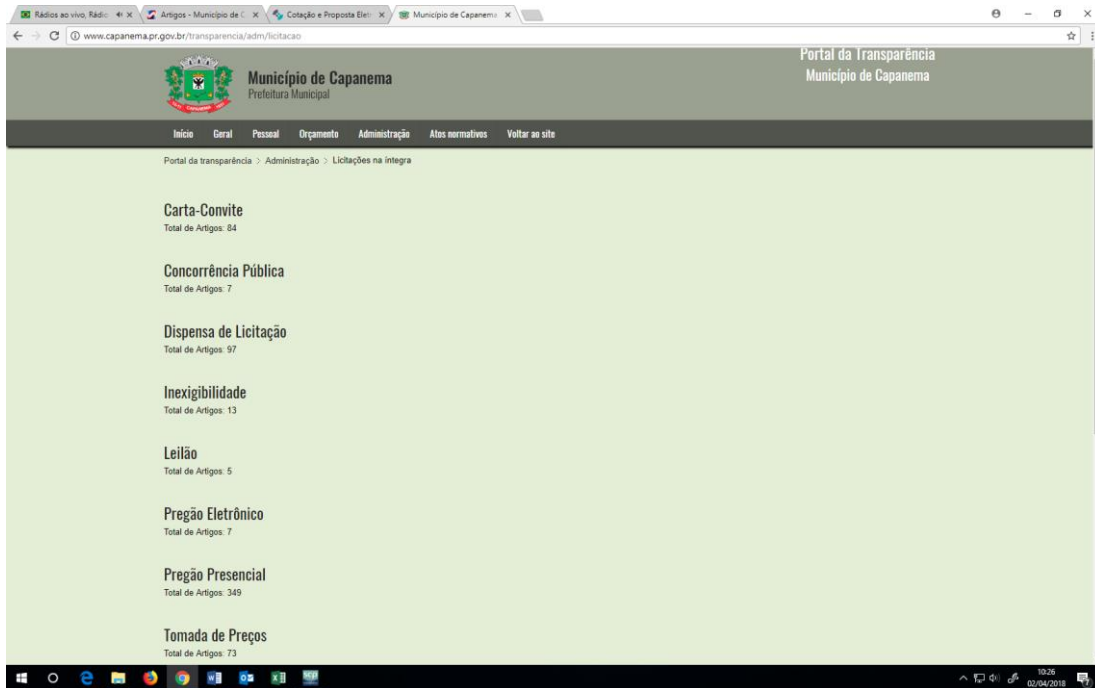 Rádios ao vivo, Rádio
Artigos - Município de C
Cotação e Proposta Elet
Município de Capanema
www.capanema.pr.gov.br/transparencia/adm/licitacao
Portal da Transparência
Município de Capanema
Município de Capanema
Prefeitura Municipal
Início Geral Pessoal Orçamento Administração Atos normativos Voltar ao site
Portal da transparência > Administração > Licitações na íntegra
Carta-Convite
Total de Artigos: 84
Concorrência Pública
Total de Artigos: 7
Dispensa de Licitação
Total de Artigos: 97
Inexigibilidade
Total de Artigos: 13
Leilão
Total de Artigos: 5
Pregão Eletrônico
Total de Artigos: 7
Pregão Presencial
Total de Artigos: 349
Tomada de Preços
Total de Artigos: 73
10:26
02/04/2018